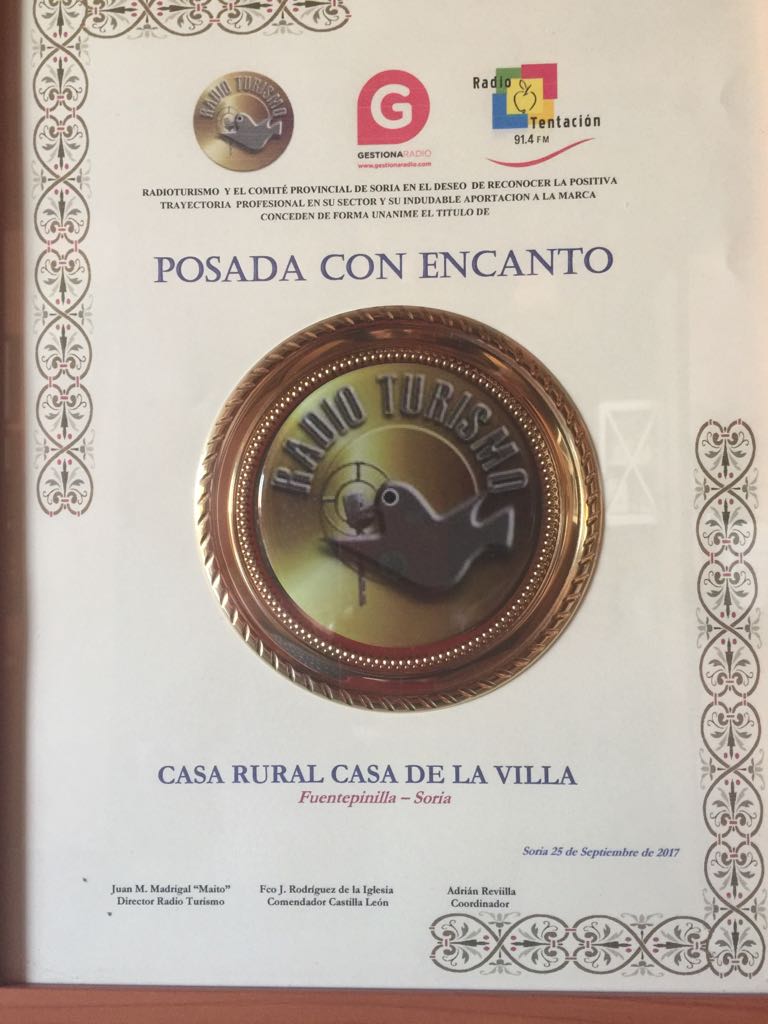 RADIO TURISMO
G
GESTIONARADIO
www.gestionaradio.com
Radio
Tentación
91.4 FM
RADIOTURISMO Y EL COMITÉ PROVINCIAL DE SORIA EN EL DESEO DE RECONOCER LA POSITIVA
TRAYECTORIA PROFESIONAL EN SU SECTOR Y SU INDUDABLE APORTACION A LA MARCA
CONCEDEN DE FORMA UNANIME EL TITULO DE
POSADA CON ENCANTO
RADIO TURISMO
CASA RURAL CASA DE LA VILLA
Fuentepinilla – Soria
Soria 25 de Septiembre de 2017
Juan M. Madrigal “Maito”
Director Radio Turismo
Fco J. Rodríguez de la Iglesia
Comendador Castilla León
Adrián Reviilla
Coordinador